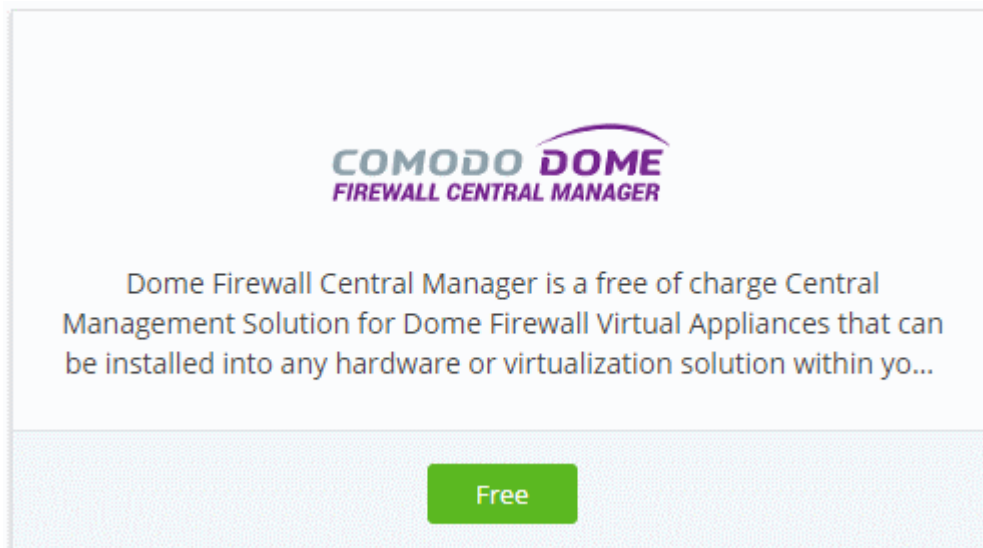 COMODO DOME
FIREWALL CENTRAL MANAGER
Dome Firewall Central Manager is a free of charge Central
Management Solution for Dome Firewall Virtual Appliances that can
be installed into any hardware or virtualization solution within yo...
Free